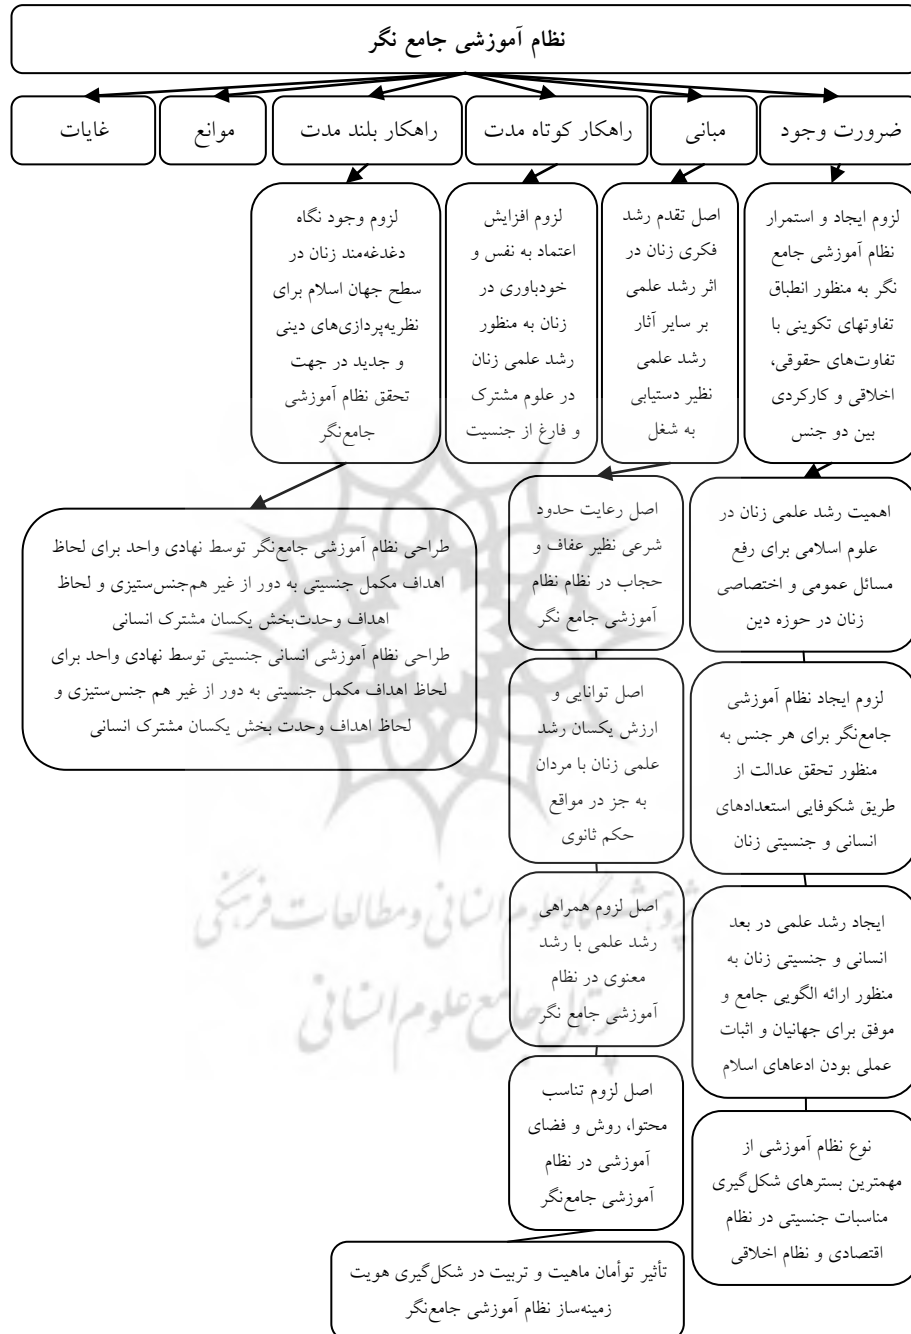 نظام آموزشی جامع نگر
ضرورت وجود
مبانی
راهکار کوتاه مدت
راهکار بلند مدت
موانع
غایات
لزوم ایجاد و استمرار
نظام آموزشی جامع
نگر به منظور انطباق
تفاوتهای تکوینی با
تفاوت‌های حقوقی،
اخلاقی و کارکردی
بین دو جنس
اصل تقدم رشد
فکری زنان در
اثر رشد علمی
بر سایر آثار
رشد علمی
نظیر دستیابی
به شغل
لزوم افزایش
اعتماد به نفس و
خودباوری در
زنان به منظور
رشد علمی زنان
در علوم مشترک
و فارغ از جنسیت
لزوم وجود نگاه
دغدغه‌مند زنان در
سطح جهان اسلام برای
نظریه‌پردازی‌های دینی
و جدید در جهت
تحقق نظام آموزشی
جامع‌نگر
اهمیت رشد علمی زنان در
علوم اسلامی برای رفع
مسائل عمومی و اختصاصی
زنان در حوزه دین
اصل رعایت حدود
شرعی نظیر عفاف و
حجاب در نظام نظام
آموزشی جامع نگر
طراحی نظام آموزشی جامع‌نگر توسط نهادی واحد برای لحاظ
اهداف مکمل جنسیتی به دور از غیر هم‌جنس‌ستیزی و لحاظ
اهداف وحدت‌بخش یکسان مشترک انسانی
طراحی نظام آموزشی انسانی جنسیتی توسط نهادی واحد برای
لحاظ اهداف مکمل جنسیتی به دور از غیر هم جنس‌ستیزی و
لحاظ اهداف وحدت بخش یکسان مشترک انسانی
لزوم ایجاد نظام آموزشی
جامع‌نگر برای هر جنس به
منظور تحقق عدالت از
طریق شکوفایی استعدادهای
انسانی و جنسیتی زنان
اصل توانایی و
ارزش یکسان رشد
علمی زنان با مردان
به جز در مواقع
حکم ثانوی
ایجاد رشد علمی در بعد
انسانی و جنسیتی زنان به
منظور ارائه الگویی جامع و
موفق برای جهانیان و اثبات
عملی بودن ادعاهای اسلام
اصل لزوم همراهی
رشد علمی با رشد
معنوی در نظام
آموزشی جامع نگر
پژوهشگاه علوم انسانی و مطالعات فرهنگی
پرتال جامع علوم انسانی
اصل لزوم تناسب
محتوا، روش و فضای
آموزشی در نظام
آموزشی جامع‌نگر
نوع نظام آموزشی از
مهمترین بسترهای شکل‌گیری
مناسبات جنسیتی در نظام
اقتصادی و نظام اخلاقی
تأثیر توأمان ماهیت و تربیت در شکل‌گیری هویت
زمینه‌ساز نظام آموزشی جامع‌نگر